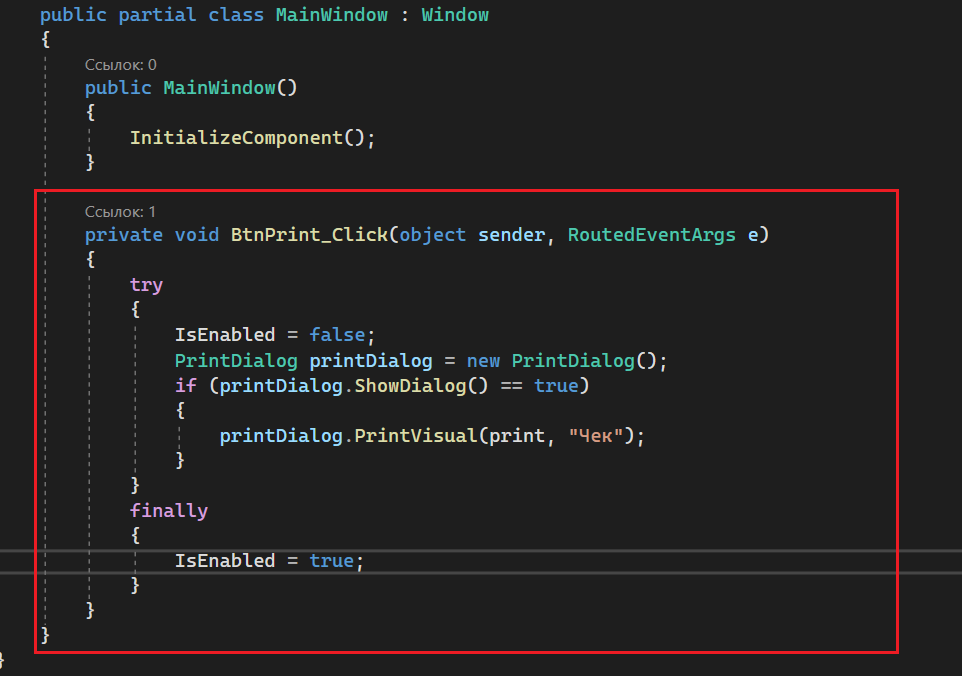 public partial class MainWindow : Window
{
Ссылок: 0
public MainWindow()
{
InitializeComponent();
}
Ссылок: 1
private void BtnPrint_Click(object sender, RoutedEventArgs e)
{
try
{
IsEnabled = false;
PrintDialog printDialog = new PrintDialog();
if (printDialog.ShowDialog() == true)
{
printDialog.PrintVisual(print, "Чек");
}
}
finally
{
IsEnabled = true;
}
}
}
}